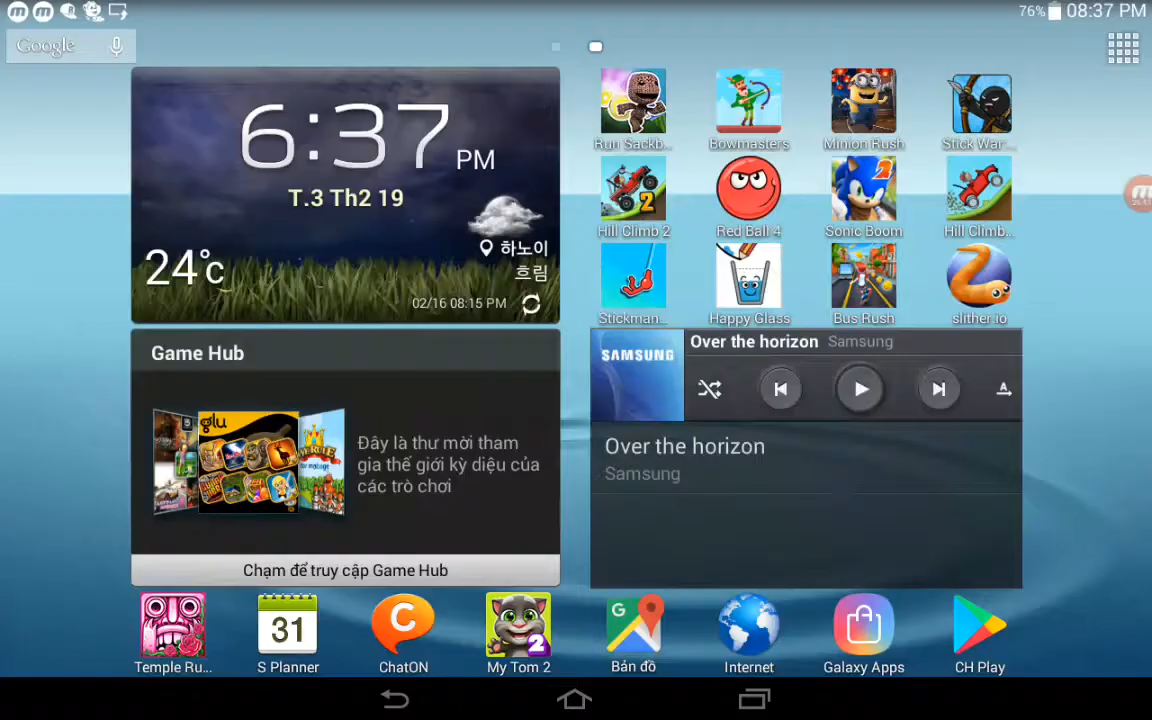 76% 08:37 PM
Google
6:37 PM
T.3 Th2 19
하노이
24°c
흐림
02/16 08:15 PM
Run Sackb...
Bowmasters
Minion Rush
Stick War:...
2
Hill Climb 2
Red Ball 4
2
Sonic Boom
Hill Climb...
Stickman...
Happy Glass
Bus Rush
slither.io
Game Hub
glu
Đây là thư mời tham
gia thế giới kỳ diệu của
các trò chơi
Chạm để truy cập Game Hub
SAMSUNG
Over the horizon Samsung
A
Over the horizon
Samsung
Temple Ru...
31
S Planner
C
ChatON
2
My Tom 2
G
Bản đồ
Internet
Galaxy Apps
CH Play